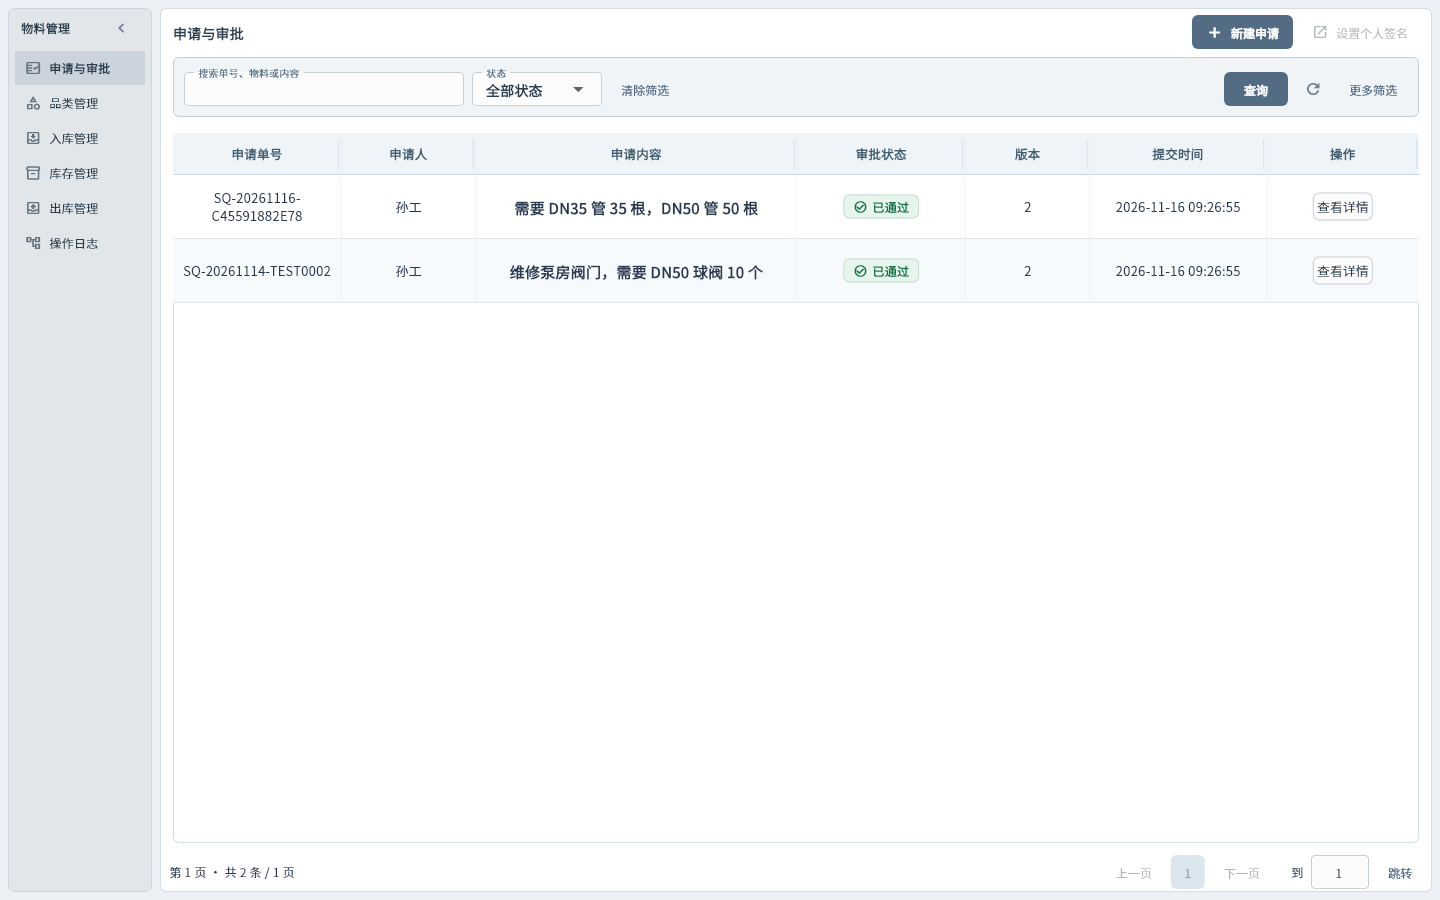 物料管理
申请与审批
品类管理
入库管理
库存管理
出库管理
操作日志
申请与审批
新建申请
设置个人签名
搜索单号、物料或内容
状态
全部状态
清除筛选
查询
更多筛选
申请单号 申请人 申请内容 审批状态 版本 提交时间 操作
SQ-20261116-
C45591882E78 孙工 需要 DN35 管 35 根，DN50 管 50 根 已通过 2 2026-11-16 09:26:55 查看详情
SQ-20261114-TEST0002 孙工 维修泵房阀门，需要 DN50 球阀 10 个 已通过 2 2026-11-16 09:26:55 查看详情
第 1 页 · 共 2 条 / 1 页
上一页 1 下一页 到 1 跳转